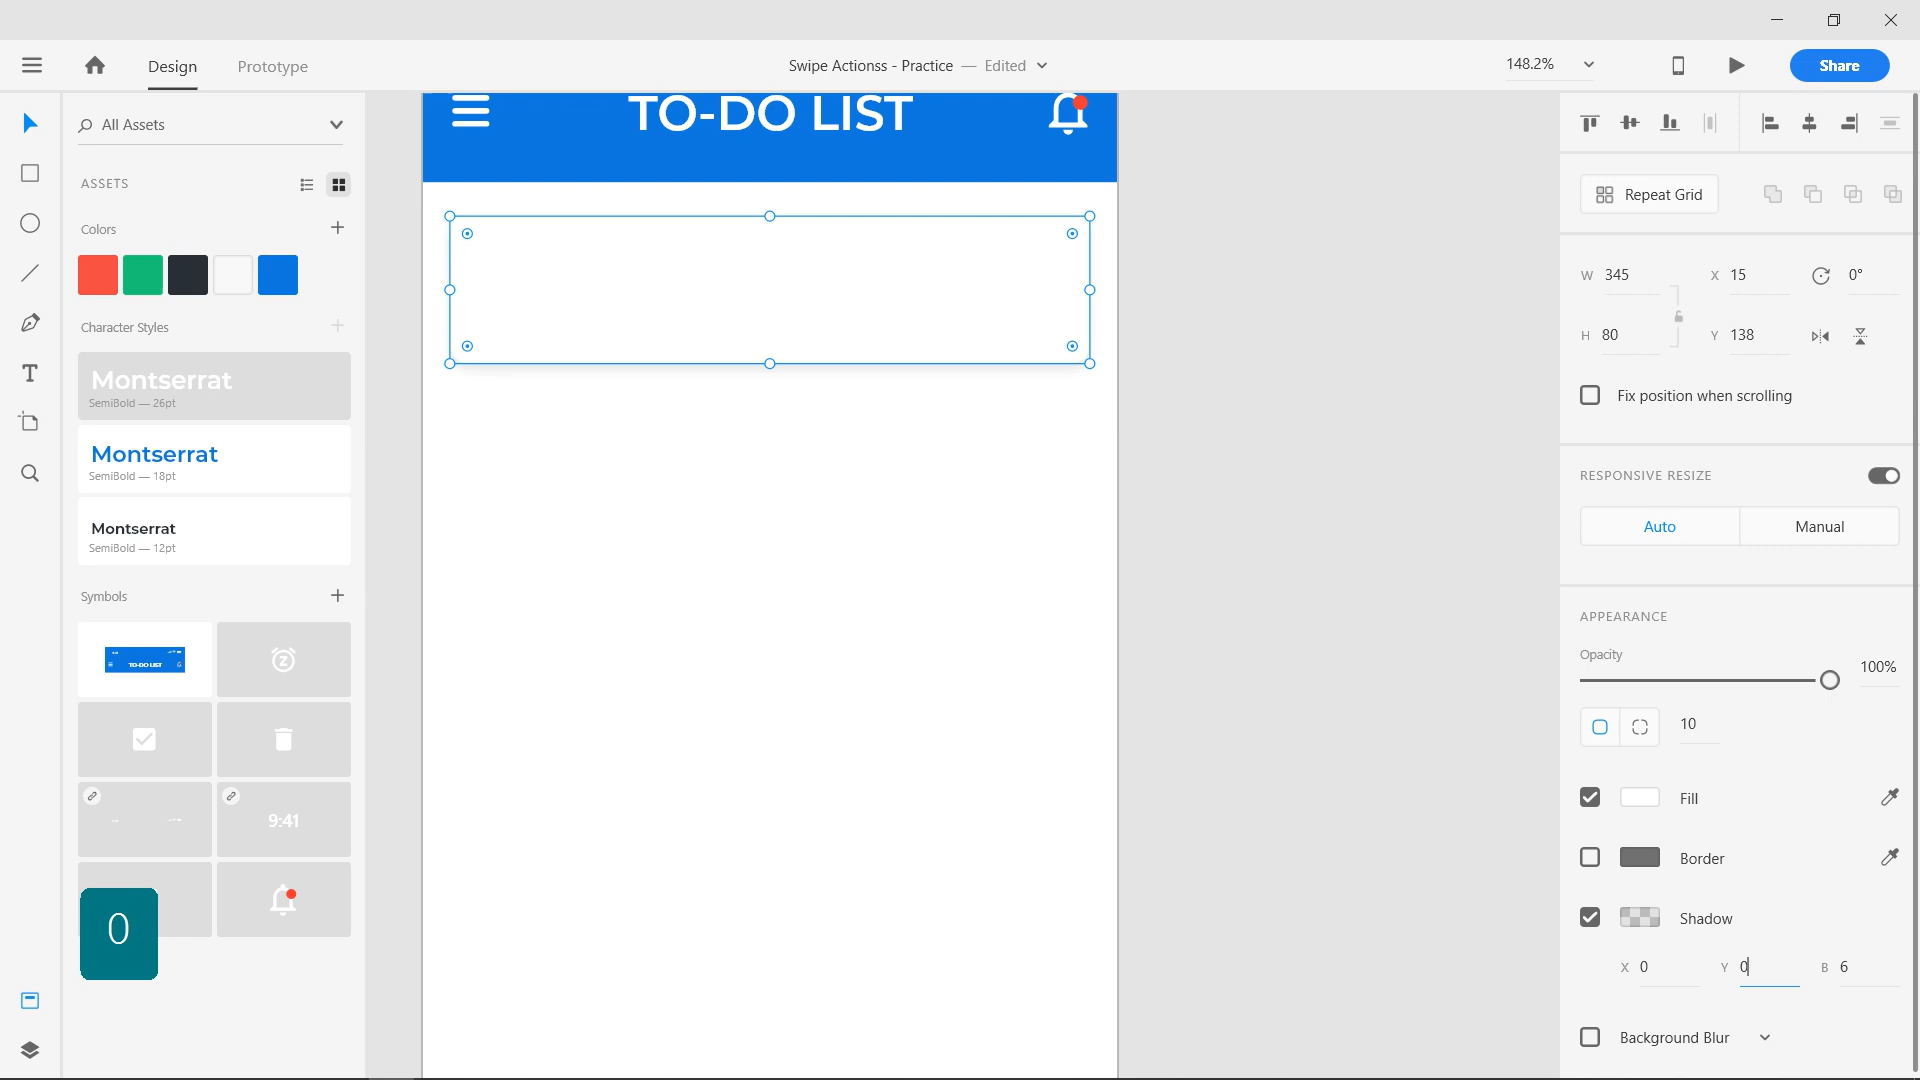 Design
Prototype
Swipe Actionss - Practice — Edited
148.2%
Share
All Assets
ASSETS
Colors
Character Styles
Montserrat
SemiBold — 26pt
Montserrat
SemiBold — 18pt
Montserrat
SemiBold — 12pt
Symbols
TO-DO LIST
Z
9:41
0
TO-DO LIST
Repeat Grid
W 345
X 15
0°
H 80
Y 138
Fix position when scrolling
RESPONSIVE RESIZE
Auto
Manual
APPEARANCE
Opacity
100%
10
Fill
Border
Shadow
X 0
Y 0
B 6
Background Blur